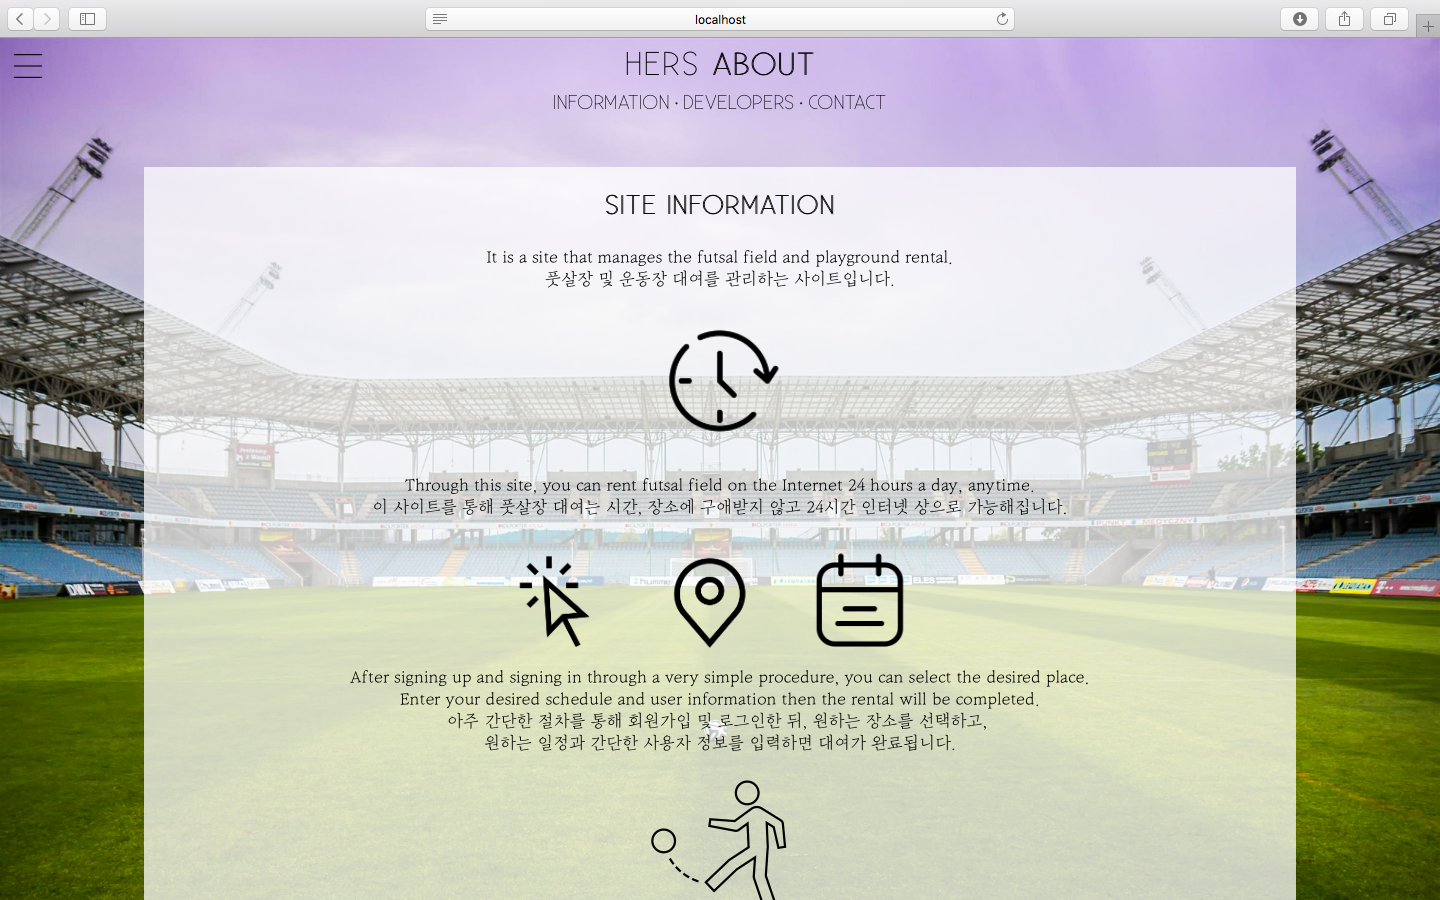 localhost
HERS ABOUT
INFORMATION · DEVELOPERS · CONTACT
SITE INFORMATION
It is a site that manages the futsal field and playground rental.
풋살장 및 운동장 대여를 관리하는 사이트입니다.
Through this site, you can rent futsal field on the Internet 24 hours a day, anytime.
이 사이트를 통해 풋살장 대여는 시간, 장소에 구애받지 않고 24시간 인터넷 상으로 가능해집니다.
After signing up and signing in through a very simple procedure, you can select the desired place.
Enter your desired schedule and user information then the rental will be completed.
아주 간단한 절차를 통해 회원가입 및 로그인한 뒤, 원하는 장소를 선택하고,
원하는 일정과 간단한 사용자 정보를 입력하면 대여가 완료됩니다.